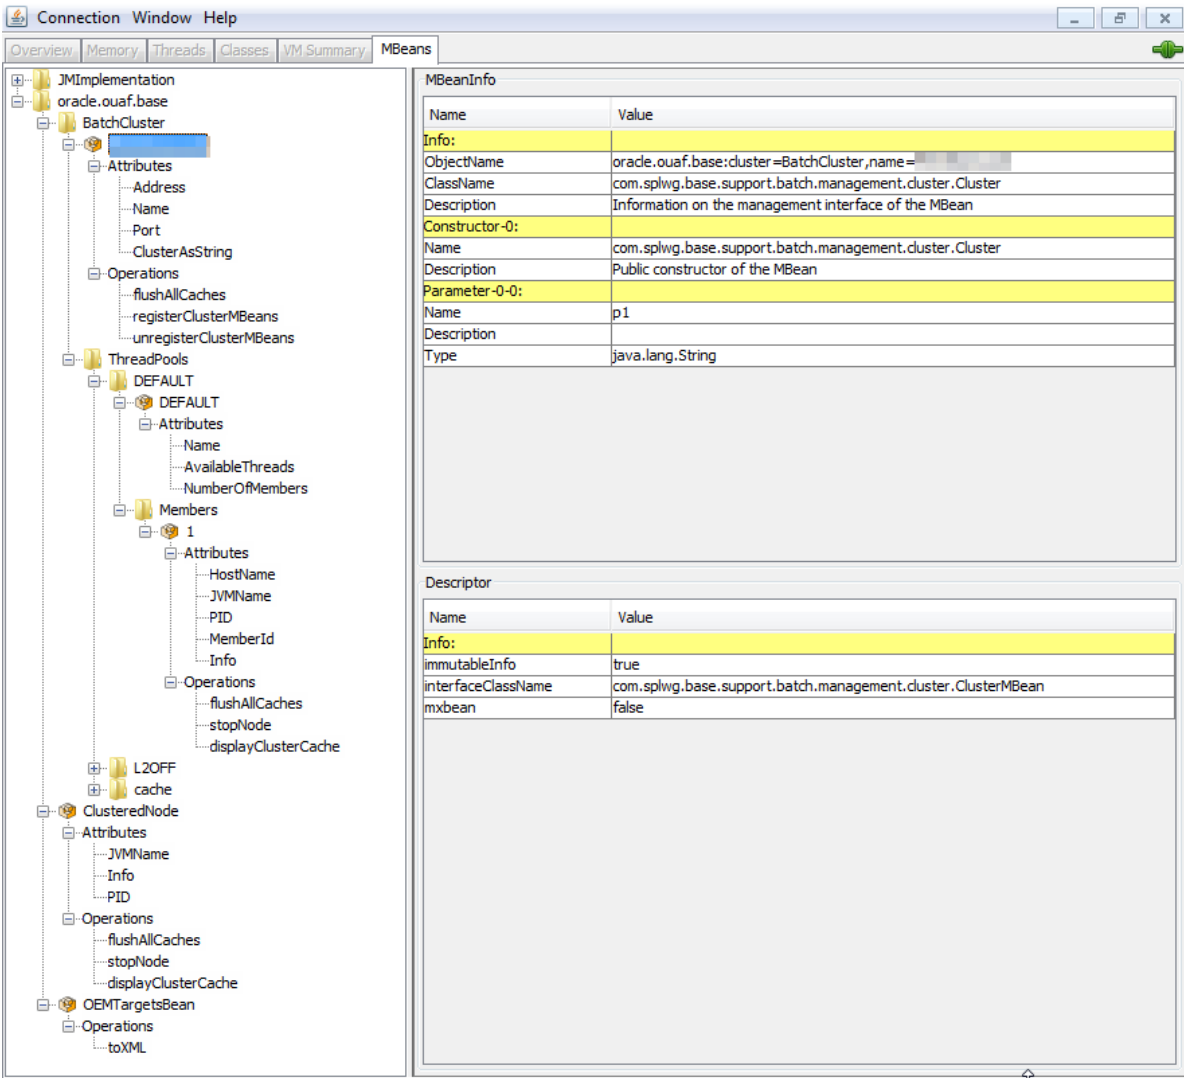 Connection Window Help
Overview Memory Threads Classes VM Summary MBeans
JMImplementation
oracle.ouaf.base
BatchCluster
Attributes
Address
Name
Port
ClusterAsString
Operations
flushAllCaches
registerClusterMBeans
unregisterClusterMBeans
ThreadPools
DEFAULT
DEFAULT
Attributes
Name
AvailableThreads
NumberOfMembers
Members
1
Attributes
HostName
JVMName
PID
MemberId
Info
Operations
flushAllCaches
stopNode
displayClusterCache
L2OFF
cache
ClusteredNode
Attributes
JVMName
Info
PID
Operations
flushAllCaches
stopNode
displayClusterCache
OEMTargetsBean
Operations
toXML
MBeanInfo
Name Value
Info:
ObjectName oracle.ouaf.base:cluster=BatchCluster,name=
ClassName com.splwg.base.support.batch.management.cluster.Cluster
Description Information on the management interface of the MBean
Constructor-0:
Name com.splwg.base.support.batch.management.cluster.Cluster
Description Public constructor of the MBean
Parameter-0-0:
Name p1
Description
Type java.lang.String
Descriptor
Name Value
Info:
immutableInfo true
interfaceClassName com.splwg.base.support.batch.management.cluster.ClusterMBean
mxbean false